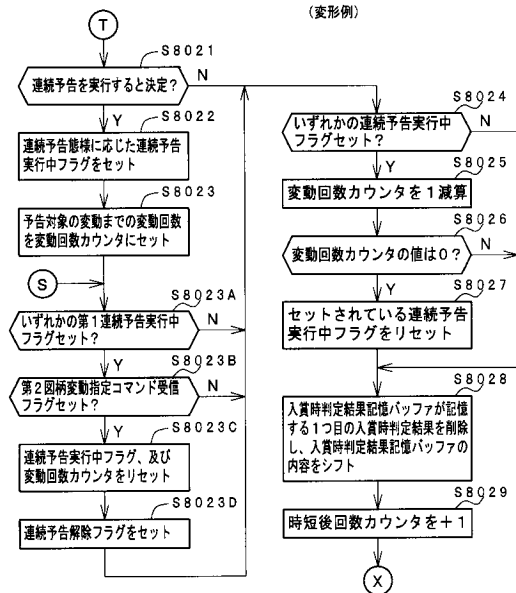 (変形例)
T
S8021
連続予告を実行すると決定?
N
Y
S8022
連続予告態様に応じた連続予告
実行中フラグをセット
S8023
予告対象の変動までの変動回数
を変動回数カウンタにセット
S
S8023A
いずれかの第1連続予告実行中
フラグセット?
N
Y
S8023B
第2図柄変動指定コマンド受信
フラグセット?
N
Y
S8023C
連続予告実行中フラグ、及び
変動回数カウンタをリセット
S8023D
連続予告解除フラグをセット
S8024
いずれかの連続予告実行中
フラグセット?
N
Y
S8025
変動回数カウンタを1減算
S8026
変動回数カウンタの値は0?
N
Y
S8027
セットされている連続予告
実行中フラグをリセット
S8028
入賞時判定結果記憶バッファが記憶
する1つ目の入賞時判定結果を削除
し、入賞時判定結果記憶バッファの
内容をシフト
S8029
時短後回数カウンタを+1
X